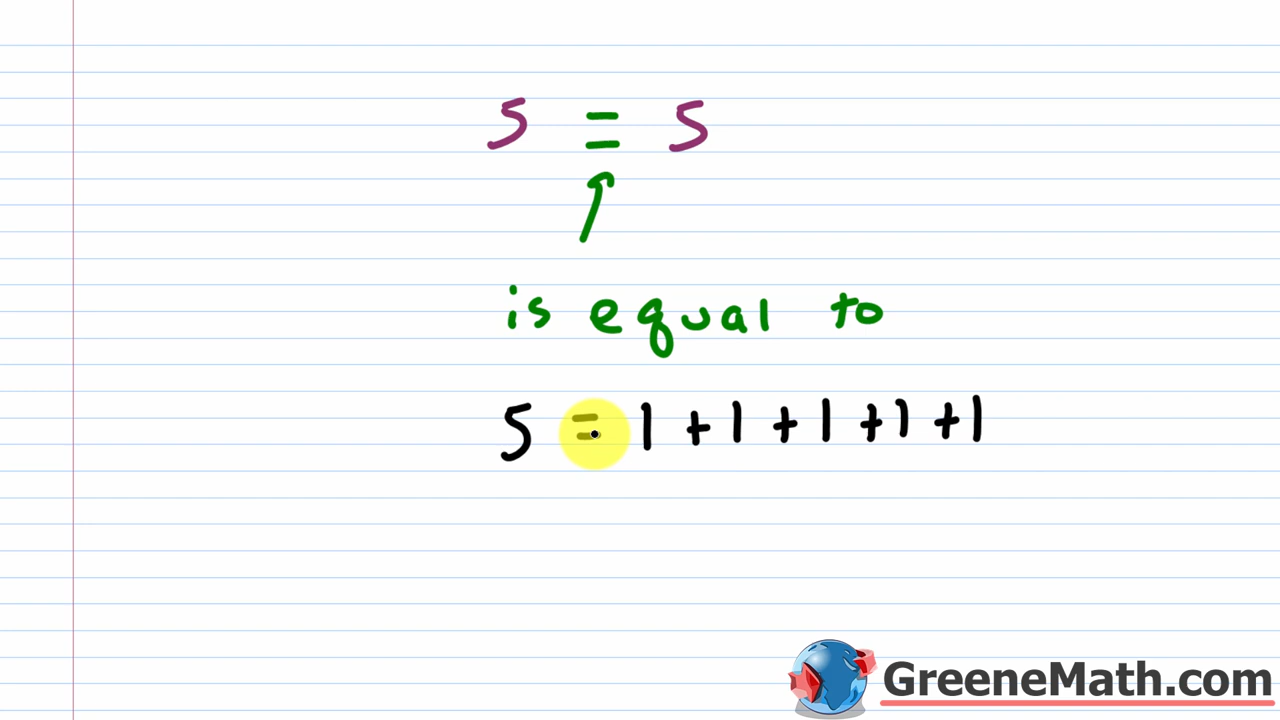 5 = 5
is equal to
5 = 1 + 1 + 1 + 1 + 1
GreeneMath.com